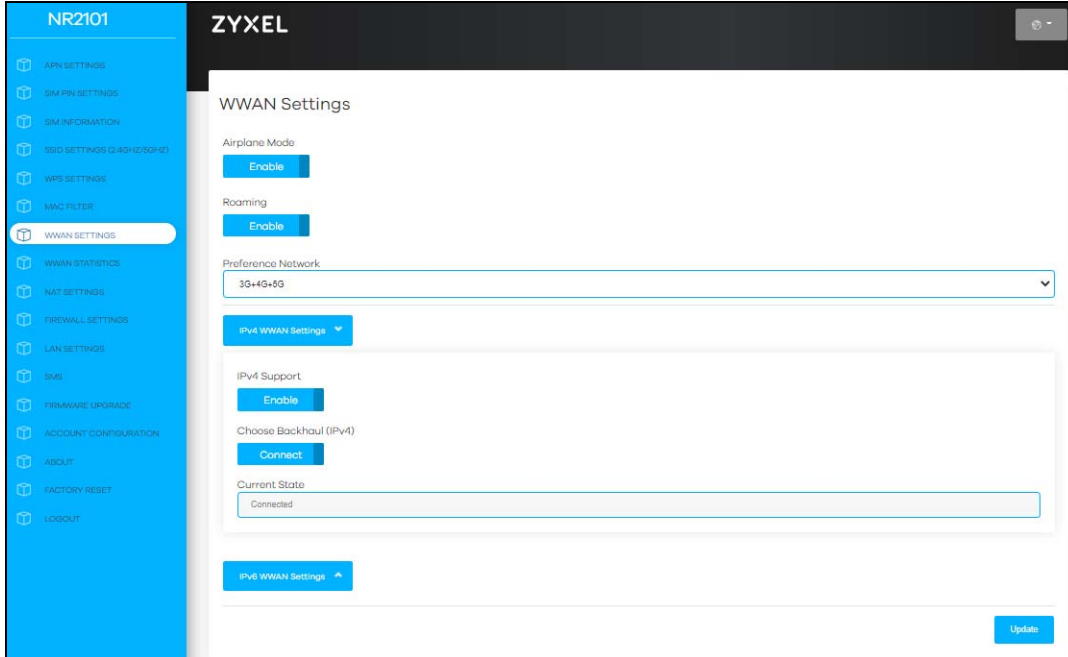 NR2101
ZYXEL
APN SETTINGS
SIM PIN SETTINGS
SIM INFORMATION
SSID SETTINGS (2.4GHZ/5GHZ)
WPS SETTINGS
MAC FILTER
WWAN SETTINGS
WWAN STATISTICS
NAT SETTINGS
FIREWALL SETTINGS
LAN SETTINGS
SMS
FIRMWARE UPGRADE
ACCOUNT CONFIGURATION
ABOUT
FACTORY RESET
LOGOUT
WWAN Settings
Airplane Mode
Enable
Roaming
Enable
Preference Network
3G+4G+5G
IPv4 WWAN Settings
IPv4 Support
Enable
Choose Backhaul (IPv4)
Connect
Current State
Connected
IPv6 WWAN Settings
Update